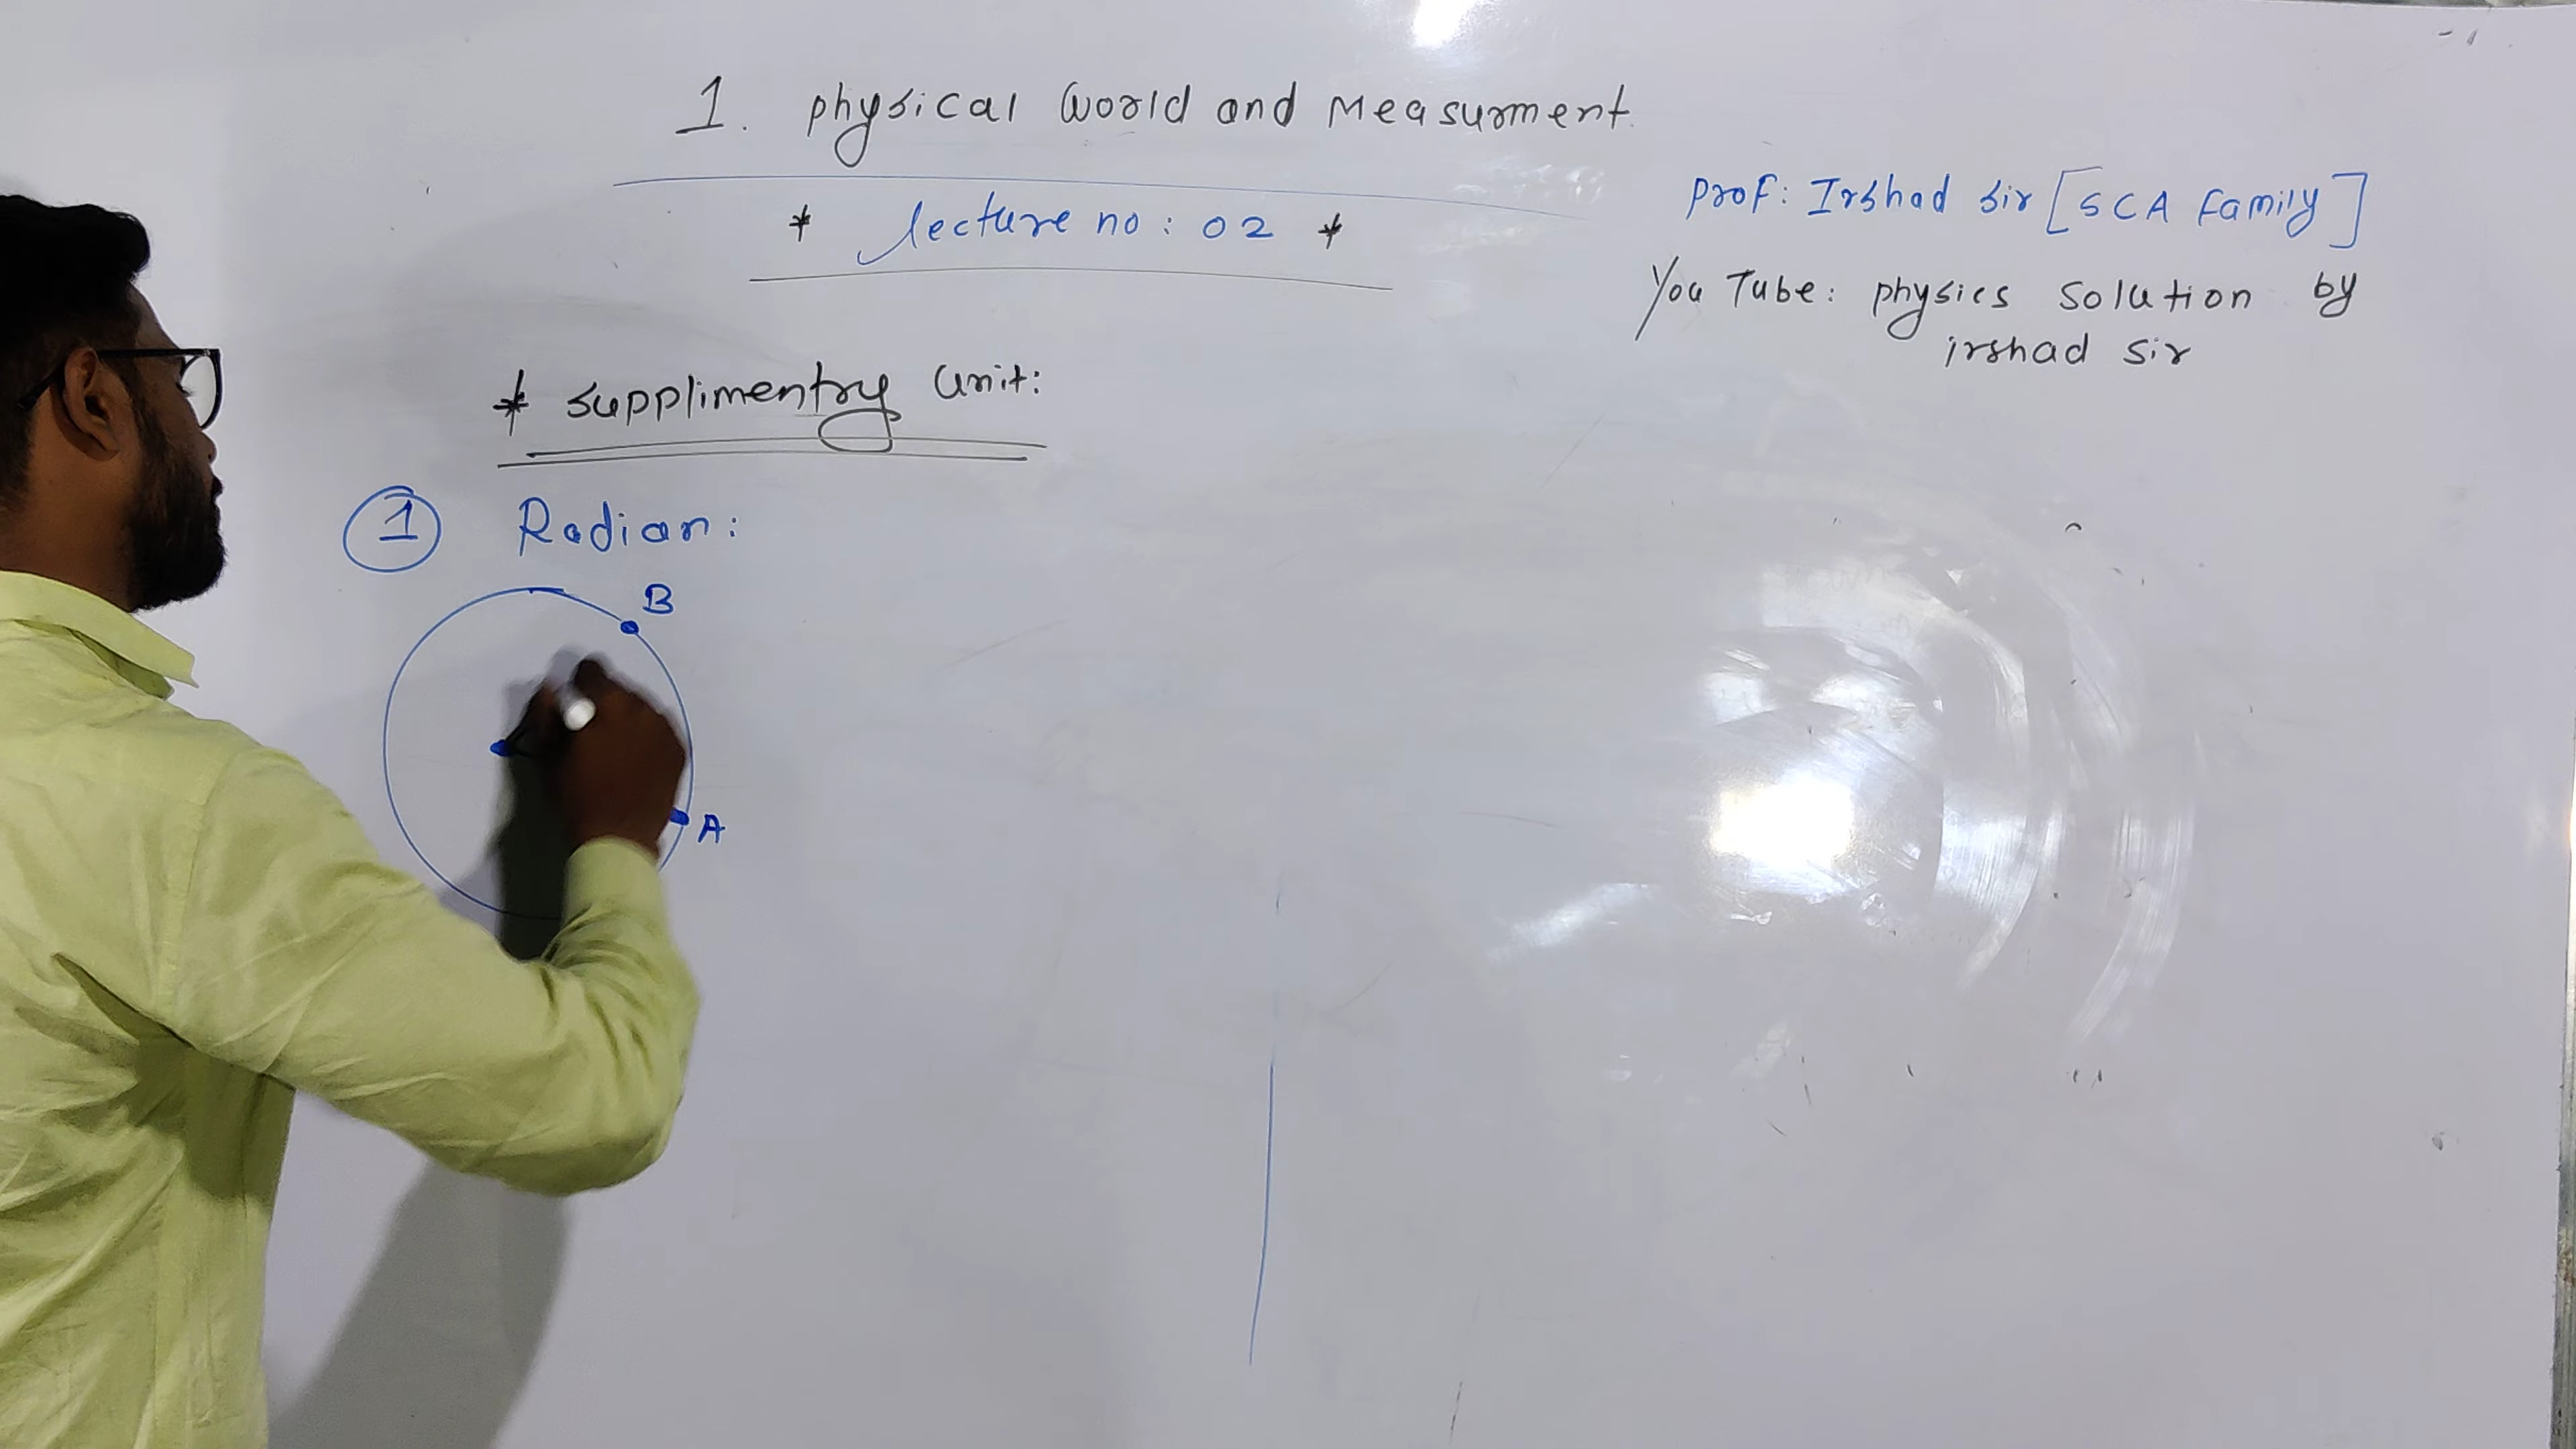 1. physical world and Measurment.
* lecture no: 02 *
Prof: Irshad sir [SCA Family]
You Tube: physics solution by
irshad sir
* supplimentry unit:
1 Radian:
B
A